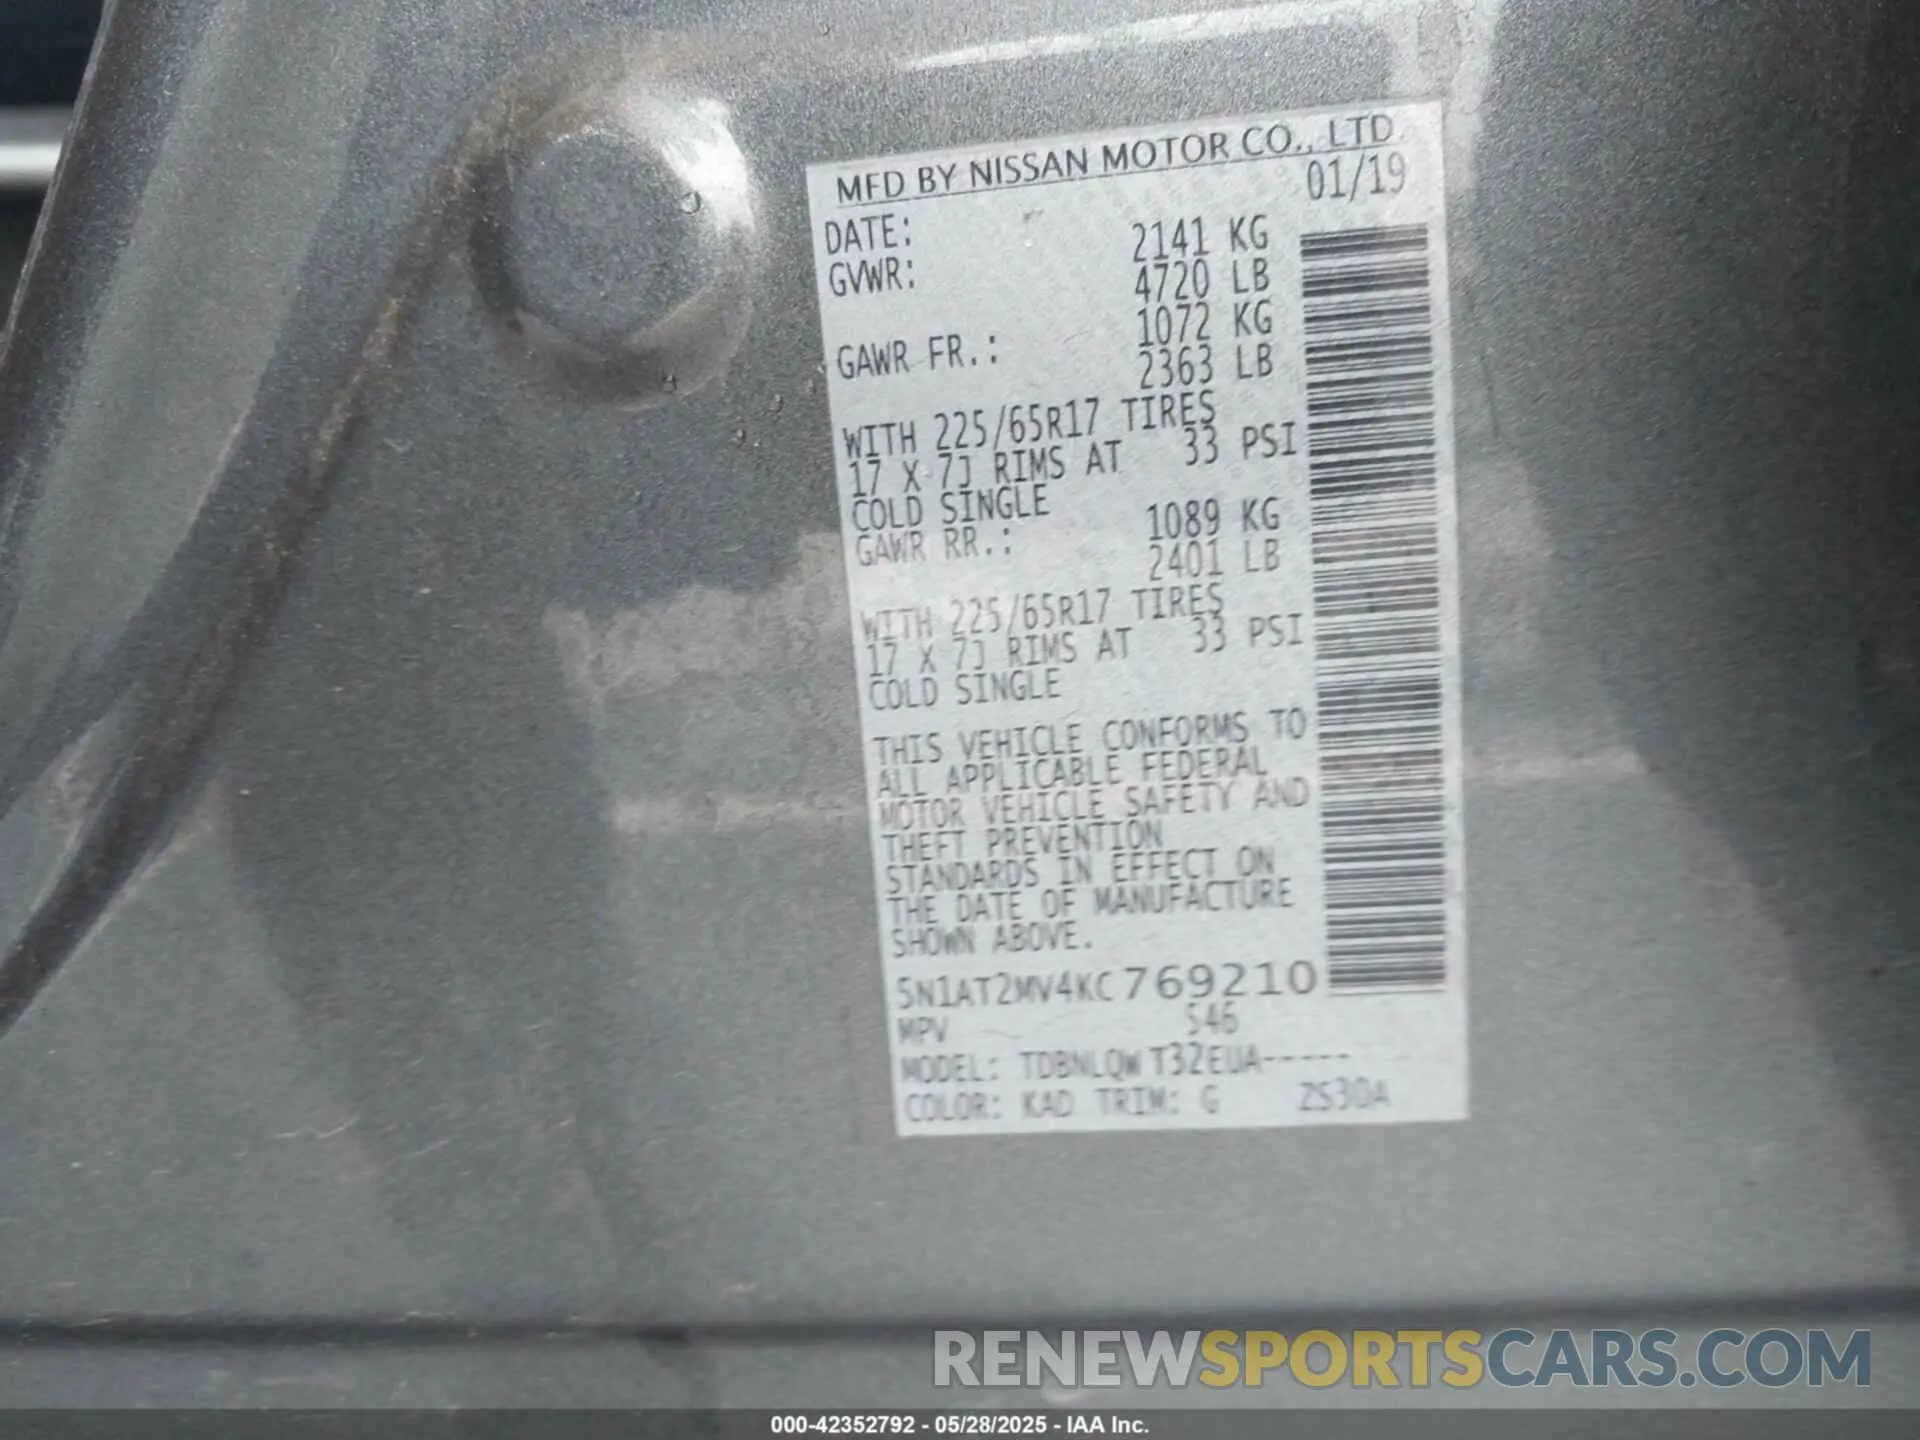 MFD BY NISSAN MOTOR CO., LTD.
DATE: 01/19
GVWR: 2141 KG
4720 LB
GAWR FR.: 1072 KG
2363 LB
WITH 225/65R17 TIRES
17 X 7J RIMS AT 33 PSI
COLD SINGLE
GAWR RR.: 1089 KG
2401 LB
WITH 225/65R17 TIRES
17 X 7J RIMS AT 33 PSI
COLD SINGLE
THIS VEHICLE CONFORMS TO
ALL APPLICABLE FEDERAL
MOTOR VEHICLE SAFETY AND
THEFT PREVENTION
STANDARDS IN EFFECT ON
THE DATE OF MANUFACTURE
SHOWN ABOVE.
5N1AT2MV4KC769210
MPV S46
MODEL: TDBNLQW T32EUA-----
COLOR: KAD TRIM: G ZS30A
RENEWSPORTSCARS.COM
000-42352792 - 05/28/2025 - IAA Inc.